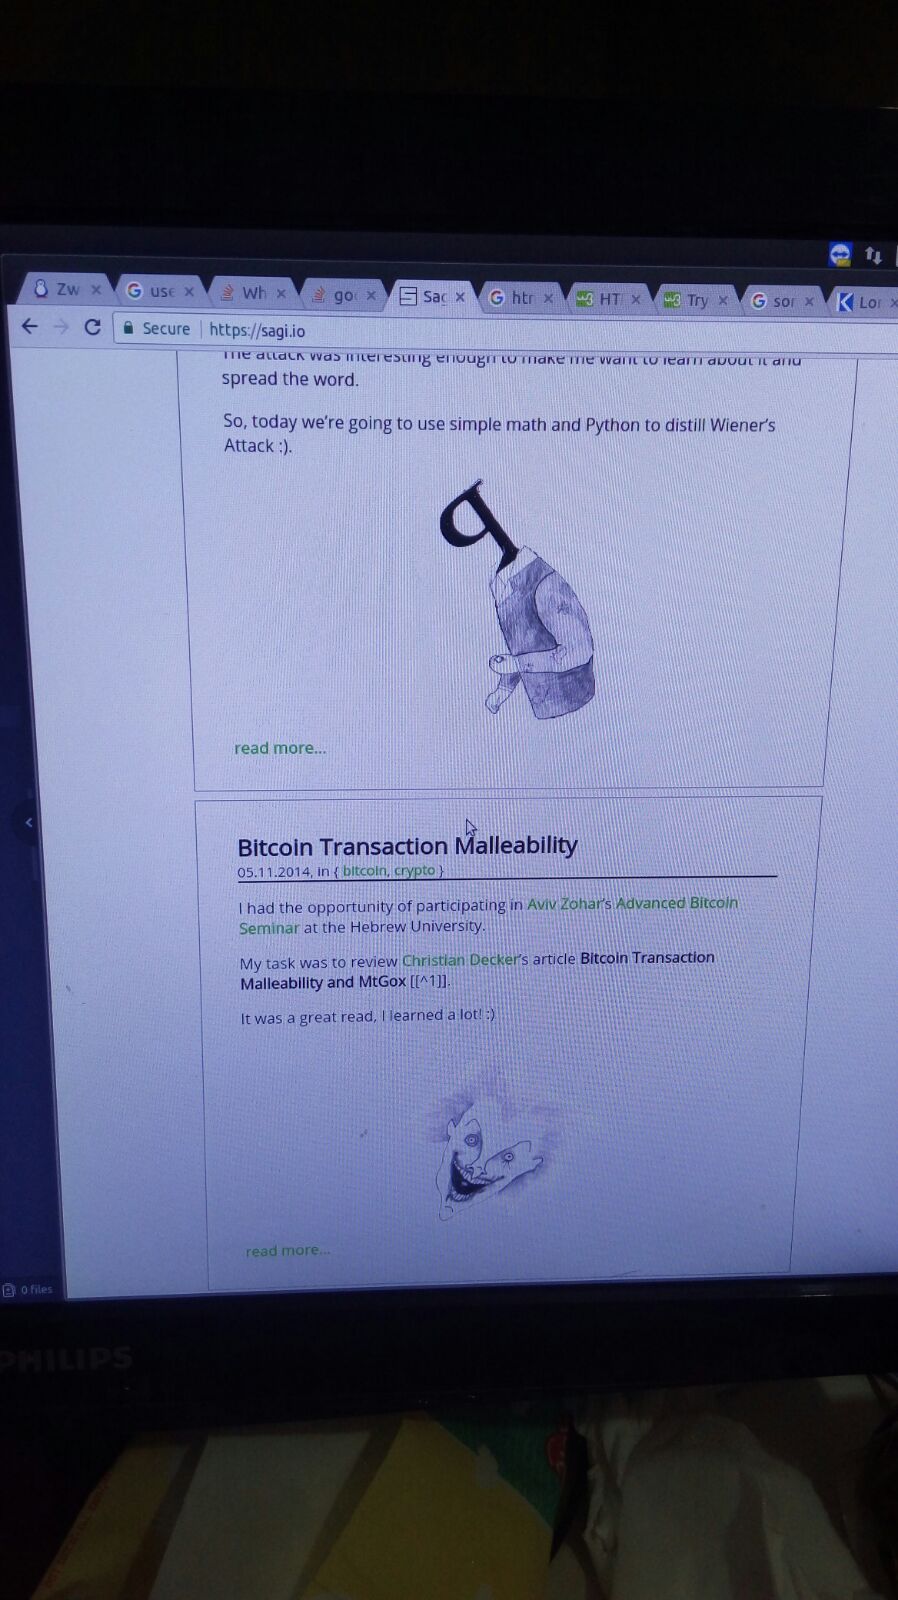 Zw
use
Wh
go
Sag
htr
HT
Try
sor
Lor
Secure
https://sagi.io
The attack was interesting enough to make me want to learn about it and
spread the word.
So, today we're going to use simple math and Python to distill Wiener's
Attack :).
q
read more...
Bitcoin Transaction Malleability
05.11.2014, in { bitcoin, crypto }
I had the opportunity of participating in Aviv Zohar's Advanced Bitcoin
Seminar at the Hebrew University.
My task was to review Christian Decker's article Bitcoin Transaction
Malleability and MtGox [[^1]].
It was a great read, I learned a lot! :)
read more...
0 files
PHILIPS